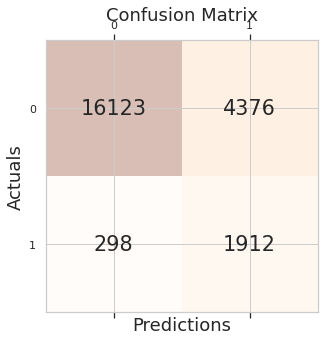 Confusion Matrix
0 1
0 16123 4376
Actuals
1 298 1912
Predictions